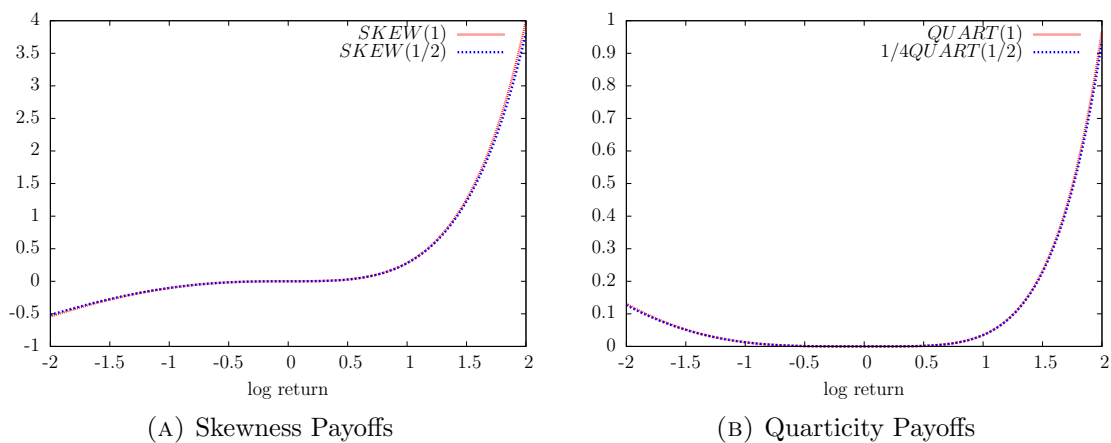 4
3.5
3
2.5
2
1.5
1
0.5
0
-0.5
-1
-2 -1.5 -1 -0.5 0 0.5 1 1.5 2
log return
SKEW(1)
SKEW(1/2)
(A) Skewness Payoffs
1
0.9
0.8
0.7
0.6
0.5
0.4
0.3
0.2
0.1
0
-2 -1.5 -1 -0.5 0 0.5 1 1.5 2
log return
QUART(1)
1/4QUART(1/2)
(B) Quarticity Payoffs